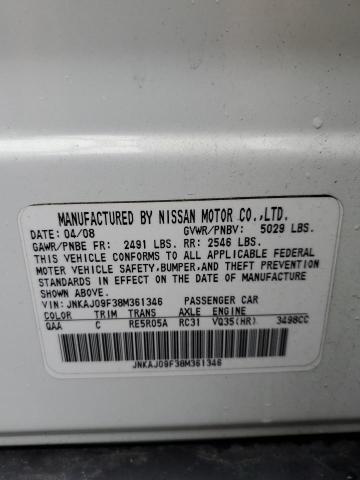 MANUFACTURED BY NISSAN MOTOR CO.,LTD.
DATE: 04/08 GVWR/PNBV: 5029 LBS.
GAWR/PNBE FR: 2491 LBS. RR: 2546 LBS.
THIS VEHICLE CONFORMS TO ALL APPLICABLE FEDERAL
MOTOR VEHICLE SAFETY, BUMPER, AND THEFT PREVENTION
STANDARDS IN EFFECT ON THE DATE OF MANUFACTURE
SHOWN ABOVE.
VIN: JNKAJ09F38M361346 PASSENGER CAR
COLOR TRIM TRANS AXLE ENGINE
QAA C RE5R05A RC31 VQ35(HR) 3498CC
JNKAJ09F38M361346